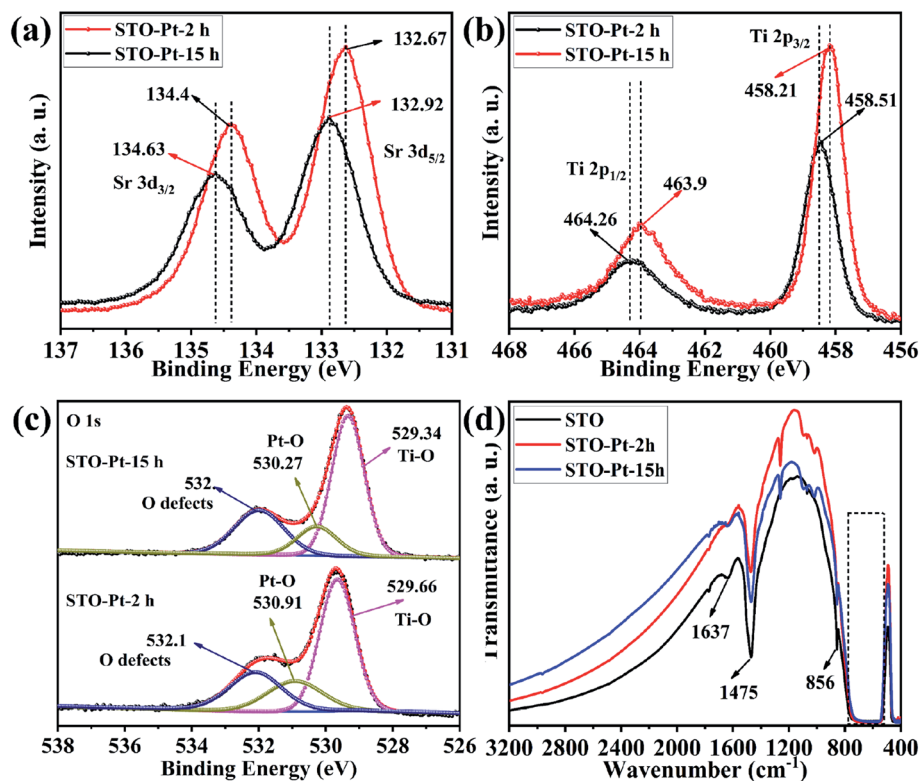 (a)
STO-Pt-2 h
STO-Pt-15 h
132.67
134.4
132.92
134.63
Sr 3d5/2
Sr 3d3/2
Intensity (a. u.)
137 136 135 134 133 132 131
Binding Energy (eV)
(b)
STO-Pt-2 h
STO-Pt-15 h
Ti 2p3/2
458.21
458.51
Ti 2p1/2
463.9
464.26
Intensity (a. u.)
468 466 464 462 460 458 456
Binding Energy (eV)
(c)
O 1s
STO-Pt-15 h
Pt-O
530.27
529.34
Ti-O
532
O defects
STO-Pt-2 h
Pt-O
530.91
529.66
Ti-O
532.1
O defects
Intensity (a. u.)
538 536 534 532 530 528 526
Binding Energy (eV)
(d)
STO
STO-Pt-2h
STO-Pt-15h
1637
1475
856
Transmittance (a. u.)
3200 2800 2400 2000 1600 1200 800 400
Wavenumber (cm-1)